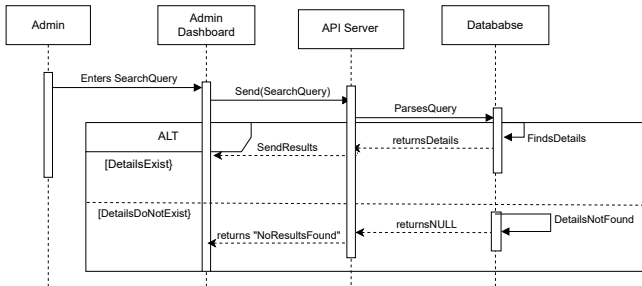 Admin
Admin
Dashboard
API Server
Datababse
Enters SearchQuery
Send(SearchQuery)
ParsesQuery
ALT
FindsDetails
returnsDetails
SendResults
[DetailsExist}
[DetailsDoNotExist}
DetailsNotFound
returnsNULL
returns "NoResultsFound"